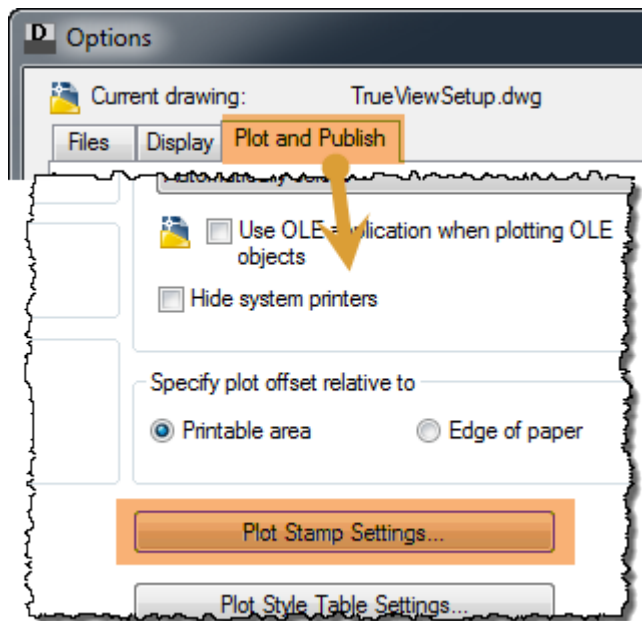 D Options
Current drawing: TrueViewSetup.dwg
Files Display Plot and Publish
Use OLE application when plotting OLE
objects
Hide system printers
Specify plot offset relative to
Printable area Edge of paper
Plot Stamp Settings...
Plot Style Table Settings...